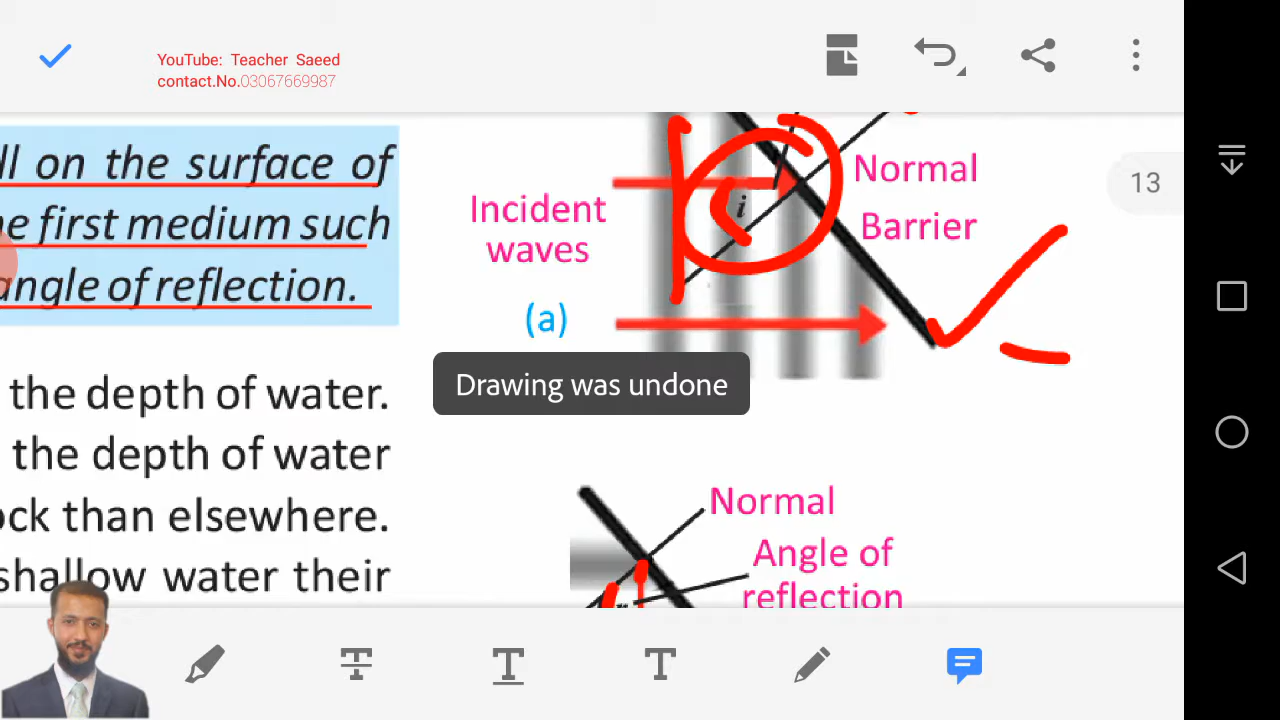 YouTube: Teacher Saeed
contact.No.03067669987
ll on the surface of
e first medium such
angle of reflection.
the depth of water.
the depth of water
ock than elsewhere.
shallow water their
Incident
waves
(a)
i
Normal
Barrier
13
Drawing was undone
Normal
Angle of
reflection
r
T
T
T